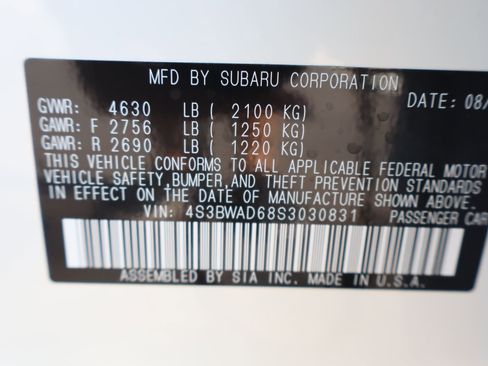 MFD BY SUBARU CORPORATION
DATE: 08/
GVWR: 4630 LB ( 2100 KG)
GAWR: F 2756 LB ( 1250 KG)
GAWR: R 2690 LB ( 1220 KG)
THIS VEHICLE CONFORMS TO ALL APPLICABLE FEDERAL MOTOR
VEHICLE SAFETY,BUMPER,AND THEFT PREVENTION STANDARDS
IN EFFECT ON THE DATE OF MANUFACTURE SHOWN ABOVE.
VIN: 4S3BWAD68S3030831 PASSENGER CAR
ASSEMBLED BY SIA INC. MADE IN U.S.A.